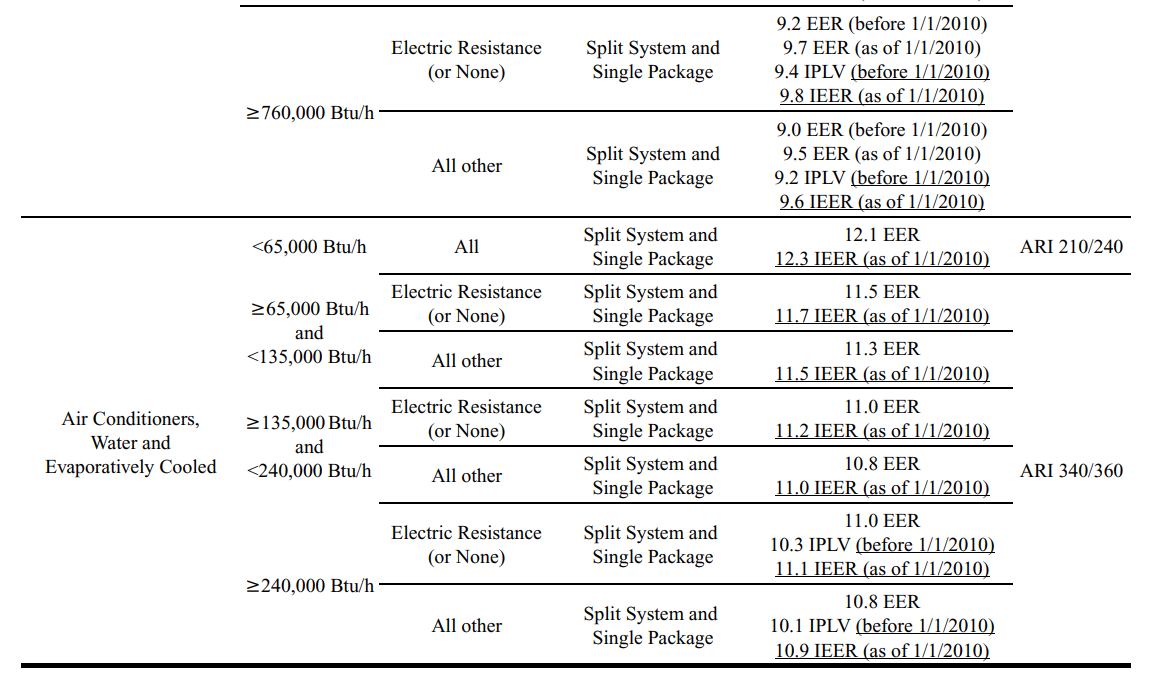 Electric Resistance
(or None)
Split System and
Single Package
9.2 EER (before 1/1/2010)
9.7 EER (as of 1/1/2010)
9.4 IPLV (before 1/1/2010)
9.8 IEER (as of 1/1/2010)
≥760,000 Btu/h
All other
Split System and
Single Package
9.0 EER (before 1/1/2010)
9.5 EER (as of 1/1/2010)
9.2 IPLV (before 1/1/2010)
9.6 IEER (as of 1/1/2010)
Air Conditioners,
Water and
Evaporatively Cooled
<65,000 Btu/h
All
Split System and
Single Package
12.1 EER
12.3 IEER (as of 1/1/2010)
ARI 210/240
≥65,000 Btu/h
and
<135,000 Btu/h
Electric Resistance
(or None)
Split System and
Single Package
11.5 EER
11.7 IEER (as of 1/1/2010)
All other
Split System and
Single Package
11.3 EER
11.5 IEER (as of 1/1/2010)
≥135,000 Btu/h
and
<240,000 Btu/h
Electric Resistance
(or None)
Split System and
Single Package
11.0 EER
11.2 IEER (as of 1/1/2010)
All other
Split System and
Single Package
10.8 EER
11.0 IEER (as of 1/1/2010)
ARI 340/360
≥240,000 Btu/h
Electric Resistance
(or None)
Split System and
Single Package
11.0 EER
10.3 IPLV (before 1/1/2010)
11.1 IEER (as of 1/1/2010)
All other
Split System and
Single Package
10.8 EER
10.1 IPLV (before 1/1/2010)
10.9 IEER (as of 1/1/2010)